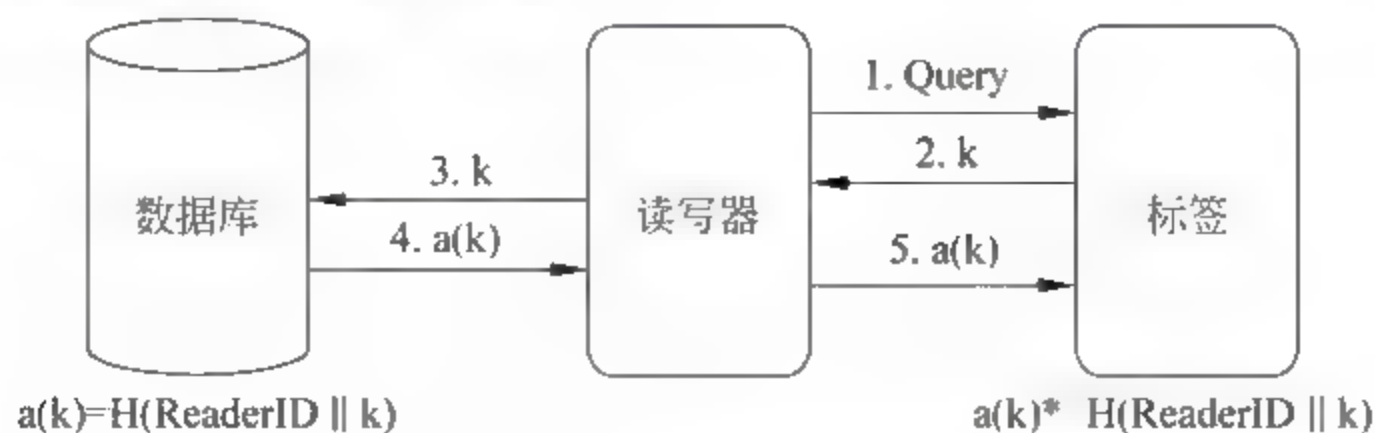 1. Query
2. k
3. k
数据库
读写器
标签
4. a(k)
5. a(k)
a(k)=H(ReaderID || k)
a(k)* H(ReaderID || k)